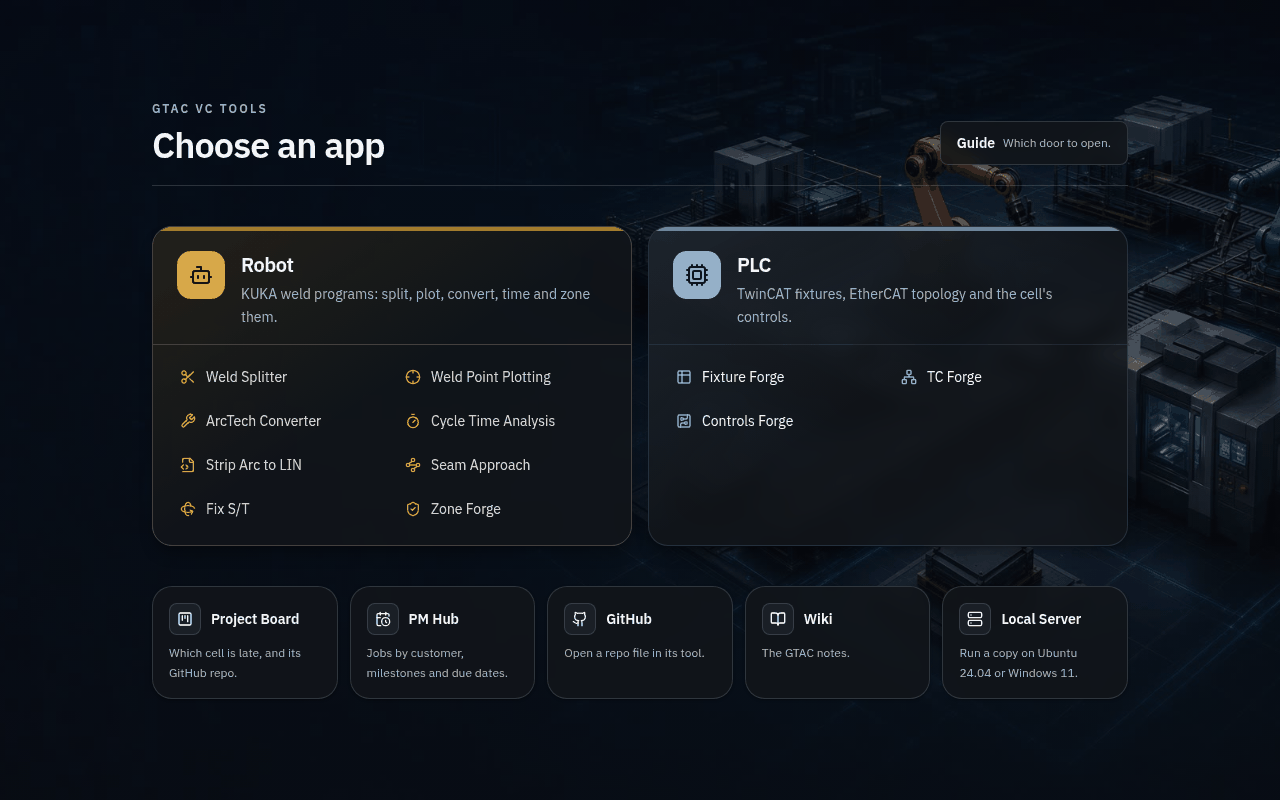 GTAC VC TOOLS
Choose an app
Guide Which door to open.
Robot
KUKA weld programs: split, plot, convert, time and zone
them.
Weld Splitter
Weld Point Plotting
ArcTech Converter
Cycle Time Analysis
Strip Arc to LIN
Seam Approach
Fix S/T
Zone Forge
PLC
TwinCAT fixtures, EtherCAT topology and the cell's
controls.
Fixture Forge
TC Forge
Controls Forge
Project Board
Which cell is late, and its
GitHub repo.
PM Hub
Jobs by customer,
milestones and due dates.
GitHub
Open a repo file in its tool.
Wiki
The GTAC notes.
Local Server
Run a copy on Ubuntu
24.04 or Windows 11.